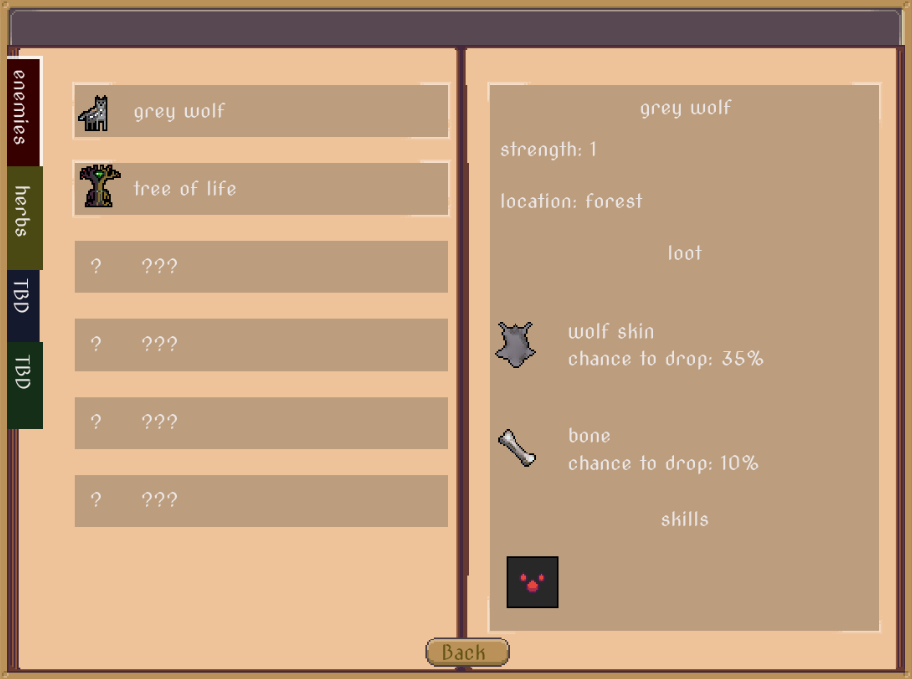 enemies
herbs
TBD
TBD
grey wolf
tree of life
? ???
? ???
? ???
? ???
grey wolf
strength: 1
location: forest
loot
wolf skin
chance to drop: 35%
bone
chance to drop: 10%
skills
Back